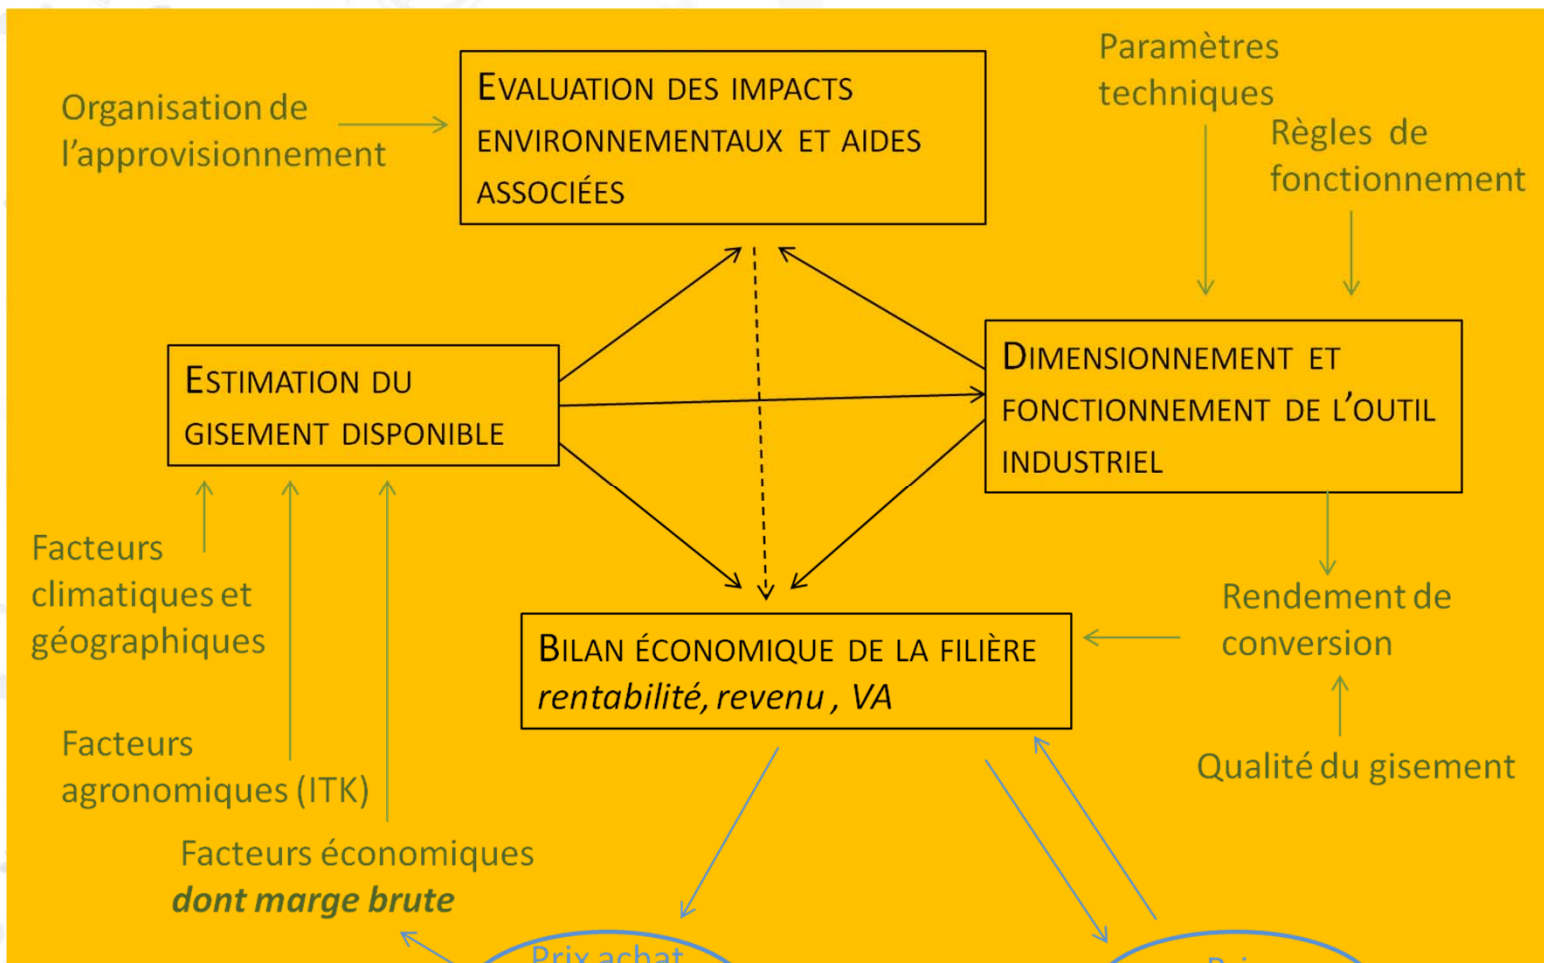 Paramètres
techniques
Organisation de
l'approvisionnement
EVALUATION DES IMPACTS
ENVIRONNEMENTAUX ET AIDES
ASSOCIÉES
Règles de
fonctionnement
ESTIMATION DU
GISEMENT DISPONIBLE
DIMENSIONNEMENT ET
FONCTIONNEMENT DE L'OUTIL
INDUSTRIEL
Facteurs
climatiques et
géographiques
BILAN ÉCONOMIQUE DE LA FILIÈRE
rentabilité, revenu , VA
Rendement de
conversion
Facteurs
agronomiques (ITK)
Qualité du gisement
Facteurs économiques
dont marge brute
Prix achat